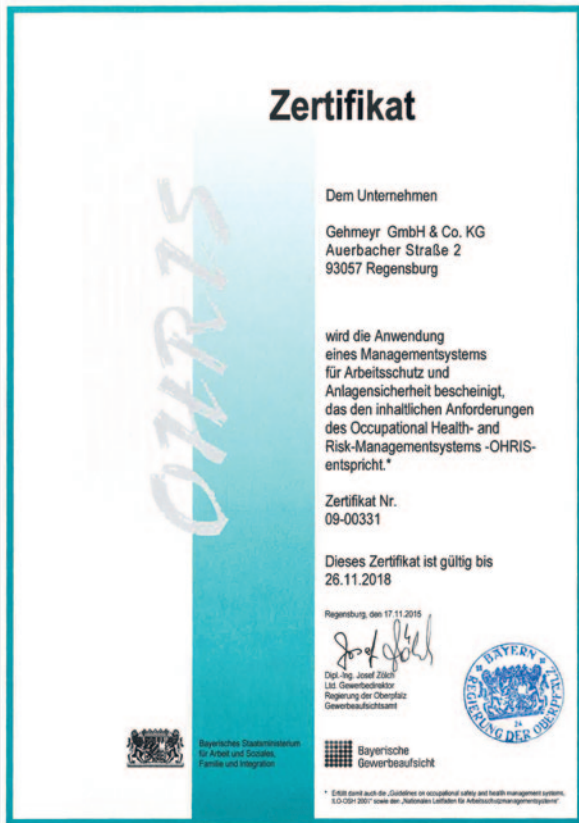 Zertifikat
OHRIS
Dem Unternehmen
Gehmeyr GmbH & Co. KG
Auerbacher Straße 2
93057 Regensburg
wird die Anwendung
eines Managementsystems
für Arbeitsschutz und
Anlagensicherheit bescheinigt,
das den inhaltlichen Anforderungen
des Occupational Health- and
Risk-Managementsystems -OHRIS-
entspricht.*
Zertifikat Nr.
09-00331
Dieses Zertifikat ist gültig bis
26.11.2018
Regensburg, den 17.11.2015
Josef Zölch
Dipl.-Ing. Josef Zölch
Ltd. Gewerbedirektor
Regierung der Oberpfalz
Gewerbeaufsichtsamt
BAYERN
REGIERUNG DER OBERPFALZ
24
Bayerisches Staatsministerium
für Arbeit und Soziales,
Familie und Integration
Bayerische
Gewerbeaufsicht
* Erfüllt damit auch die „Guidelines on occupational safety and health management systems,
ILO-OSH 2001" sowie den „Nationalen Leitfaden für Arbeitsschutzmanagementsysteme"